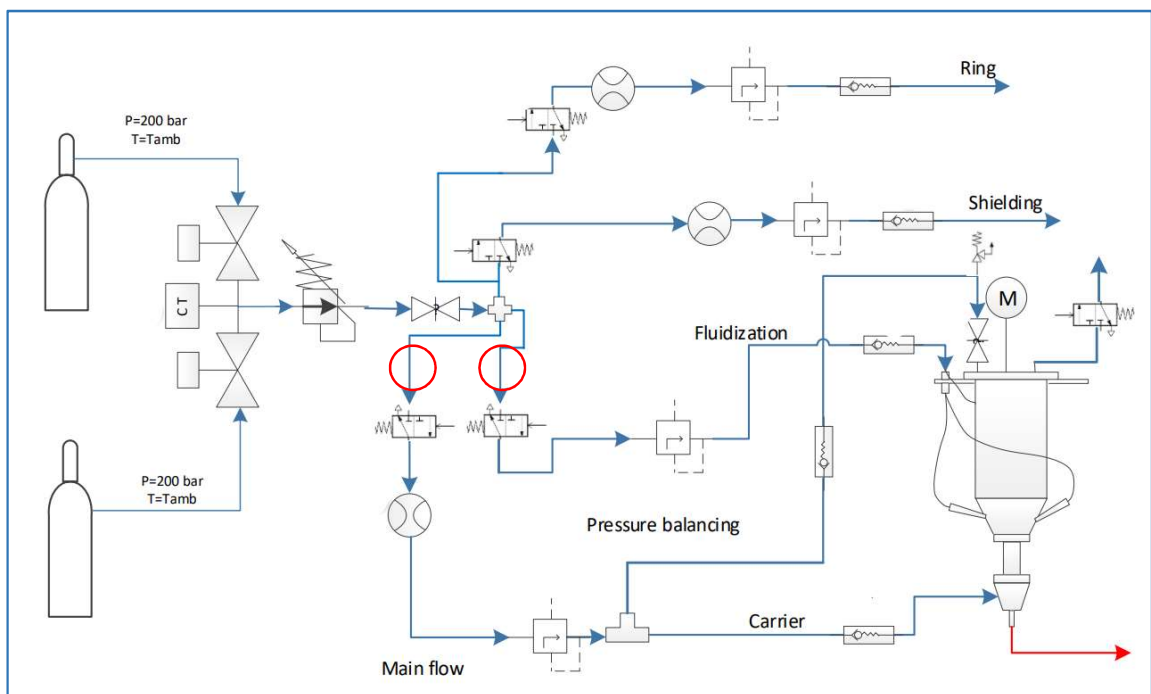 Ring
P=200 bar
T=Tamb
Shielding
CT
M
Fluidization
P=200 bar
T=Tamb
Pressure balancing
Carrier
Main flow